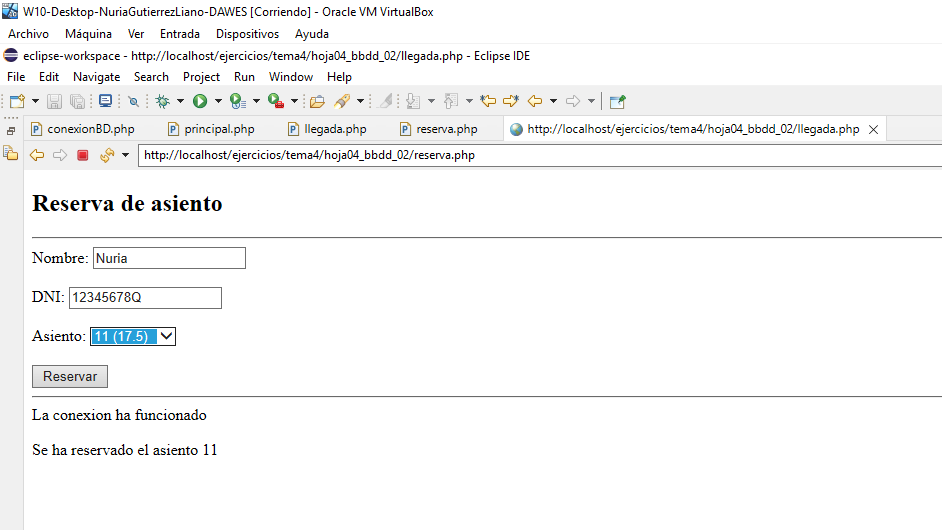 W10-Desktop-NuriaGutierrezLiano-DAWES [Corriendo] - Oracle VM VirtualBox
Archivo Máquina Ver Entrada Dispositivos Ayuda
eclipse-workspace - http://localhost/ejercicios/tema4/hoja04_bbdd_02/llegada.php - Eclipse IDE
File Edit Navigate Search Project Run Window Help
conexionBD.php principal.php llegada.php reserva.php http://localhost/ejercicios/tema4/hoja04_bbdd_02/llegada.php
http://localhost/ejercicios/tema4/hoja04_bbdd_02/reserva.php
Reserva de asiento
Nombre: Nuria
DNI: 12345678Q
Asiento: 11 (17.5)
Reservar
La conexion ha funcionado
Se ha reservado el asiento 11